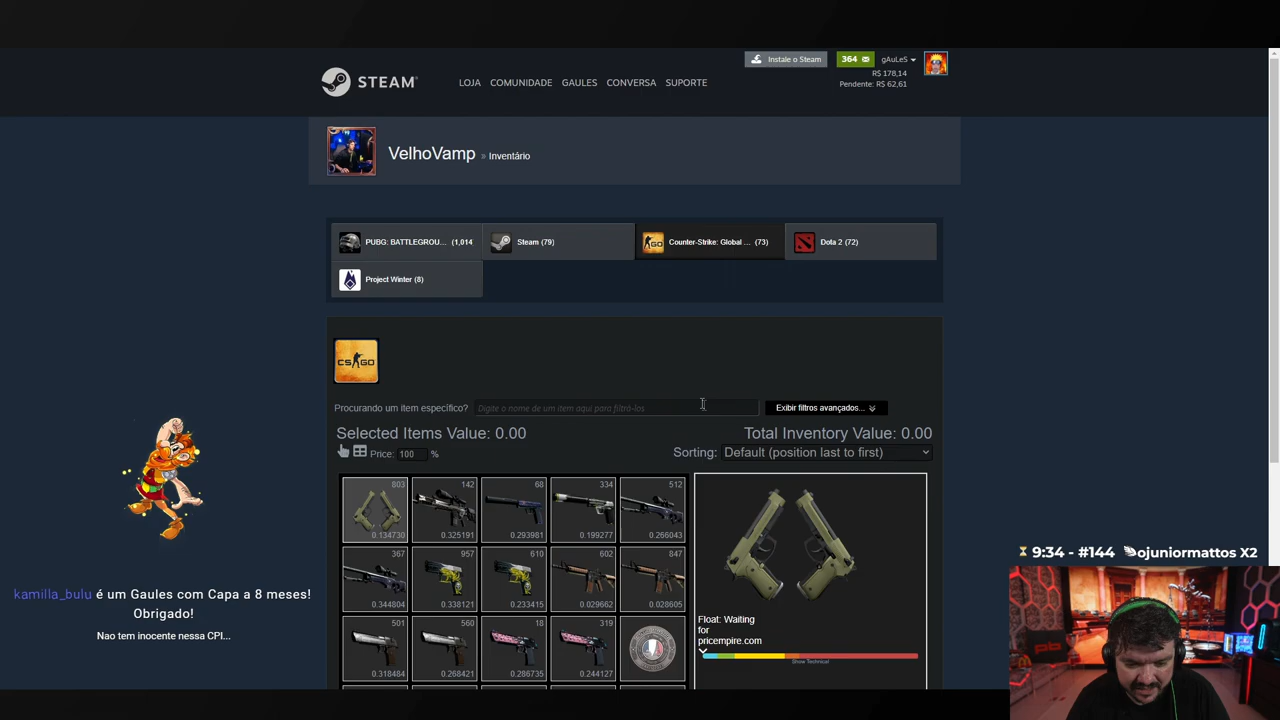 Instale o Steam
364
gAuLeS
R$ 178,14
Pendente: R$ 62,61
STEAM
LOJA COMUNIDADE GAULES CONVERSA SUPORTE
VelhoVamp » Inventário
PUBG: BATTLEGROU... (1,014
Steam (79)
Counter-Strike: Global ... (73)
Dota 2 (72)
Project Winter (8)
CS GO
Procurando um item específico?
Digite o nome de um item aqui para filtrá-los
Exibir filtros avançados...
Selected Items Value: 0.00
Total Inventory Value: 0.00
Price: 100 %
Sorting: Default (position last to first)
803 142 68 334 512
0.134730 0.325191 0.293981 0.199277 0.266043
367 957 610 602 847
0.344804 0.338121 0.233415 0.029662 0.028605
501 560 18 319
0.318484 0.268421 0.286735 0.244127
Float: Waiting
for
pricempire.com
Show Technical
kamilla_bulu é um Gaules com Capa a 8 meses!
Obrigado!
Nao tem inocente nessa CPI...
9:34 - #144 ojuniormattos X2